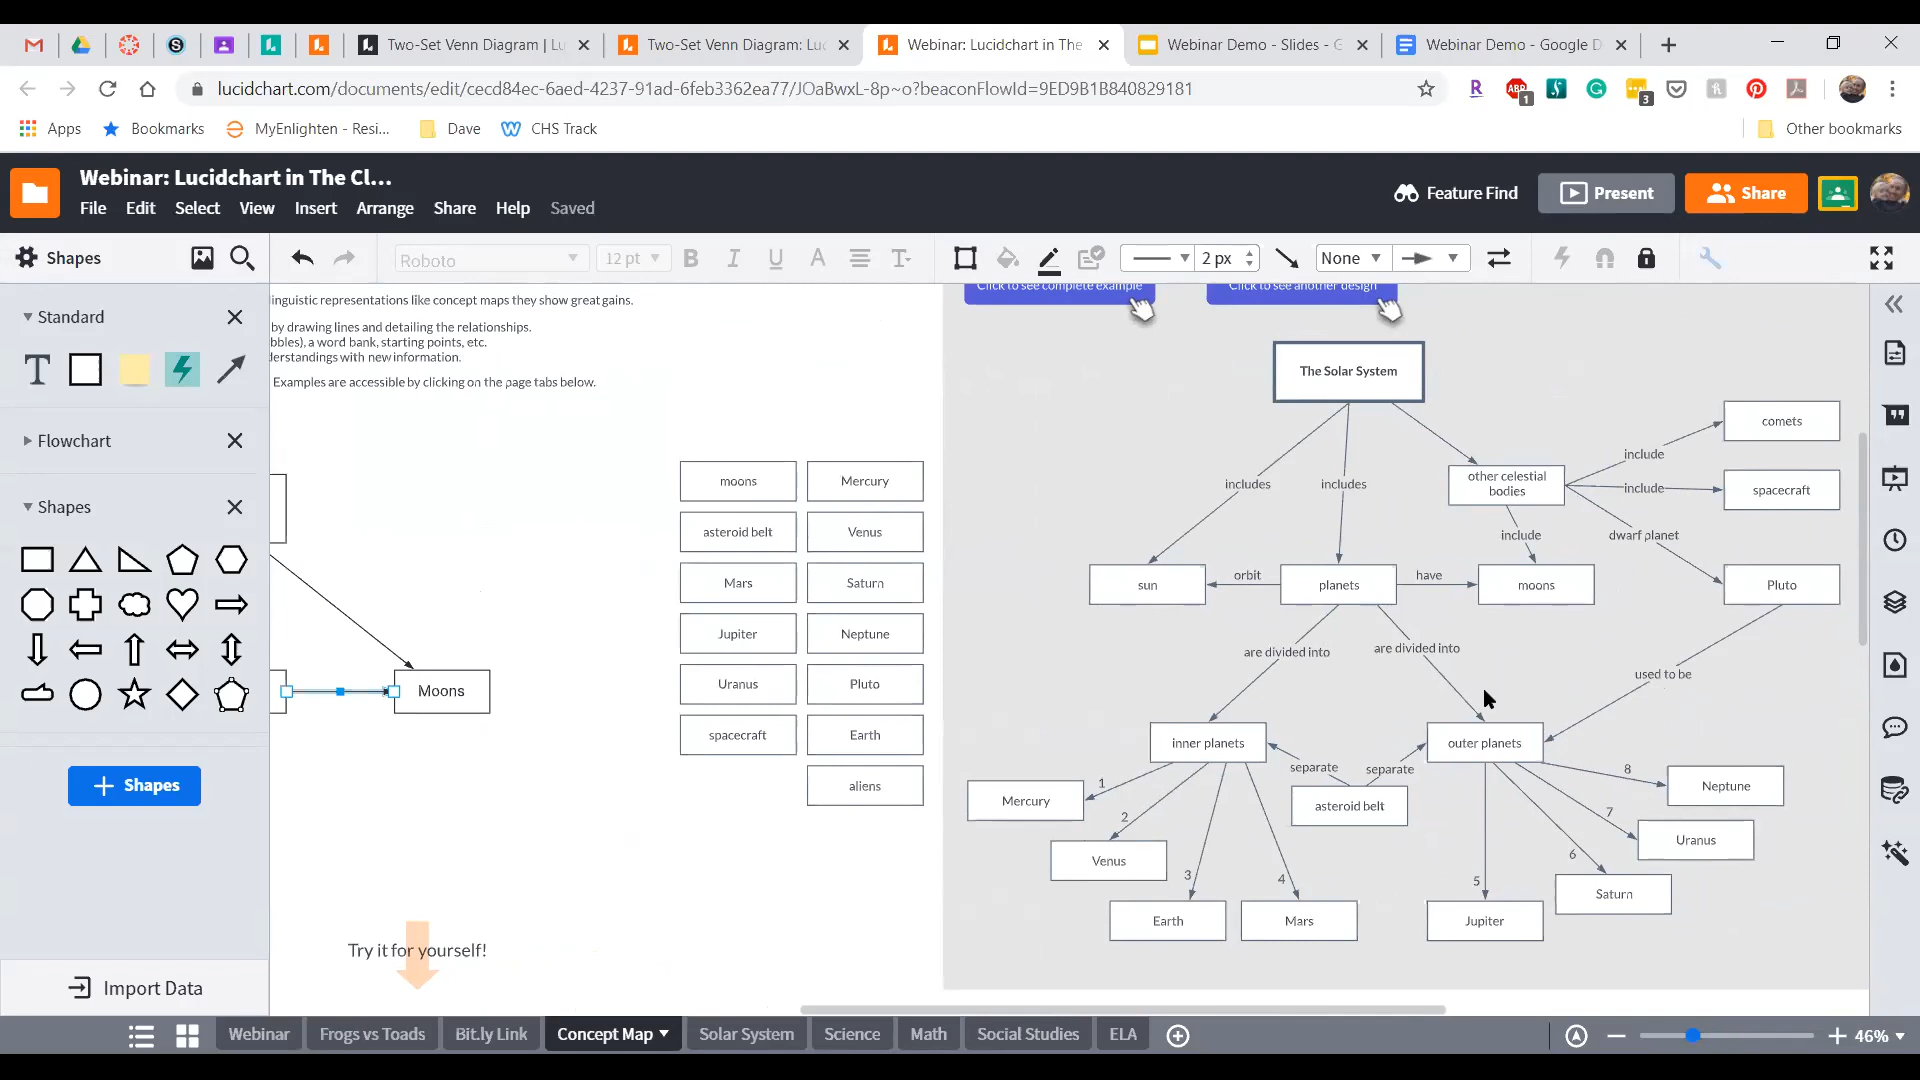 Two-Set Venn Diagram | Lu
Two-Set Venn Diagram: Luc
Webinar: Lucidchart in The
Webinar Demo - Slides - G
Webinar Demo - Google D
lucidchart.com/documents/edit/cecd84ec-6aed-4237-91ad-6feb3362ea77/JOaBwxL-8p~o?beaconFlowId=9ED9B1B840829181
ABP
1
3
Apps
Bookmarks
MyEnlighten - Resi...
Dave
CHS Track
Other bookmarks
Webinar: Lucidchart in The Cl...
File Edit Select View Insert Arrange Share Help Saved
Feature Find
Present
Share
Shapes
Roboto
12 pt
B I U A T
2 px
None
Standard
T
Flowchart
Shapes
Shapes
Import Data
linguistic representations like concept maps they show great gains.
by drawing lines and detailing the relationships.
bbles), a word bank, starting points, etc.
derstandings with new information.
Examples are accessible by clicking on the page tabs below.
Moons
Try it for yourself!
moons
Mercury
asteroid belt
Venus
Mars
Saturn
Jupiter
Neptune
Uranus
Pluto
spacecraft
Earth
aliens
Click to see complete example
Click to see another design
The Solar System
comets
include
other celestial
bodies
includes
includes
include
spacecraft
include
dwarf planet
sun
orbit
planets
have
moons
Pluto
are divided into
are divided into
used to be
inner planets
outer planets
separate
separate
8
1
Mercury
asteroid belt
Neptune
2
7
Venus
Uranus
6
3
4
5
Saturn
Earth
Mars
Jupiter
Webinar
Frogs vs Toads
Bit.ly Link
Concept Map
Solar System
Science
Math
Social Studies
ELA
46%